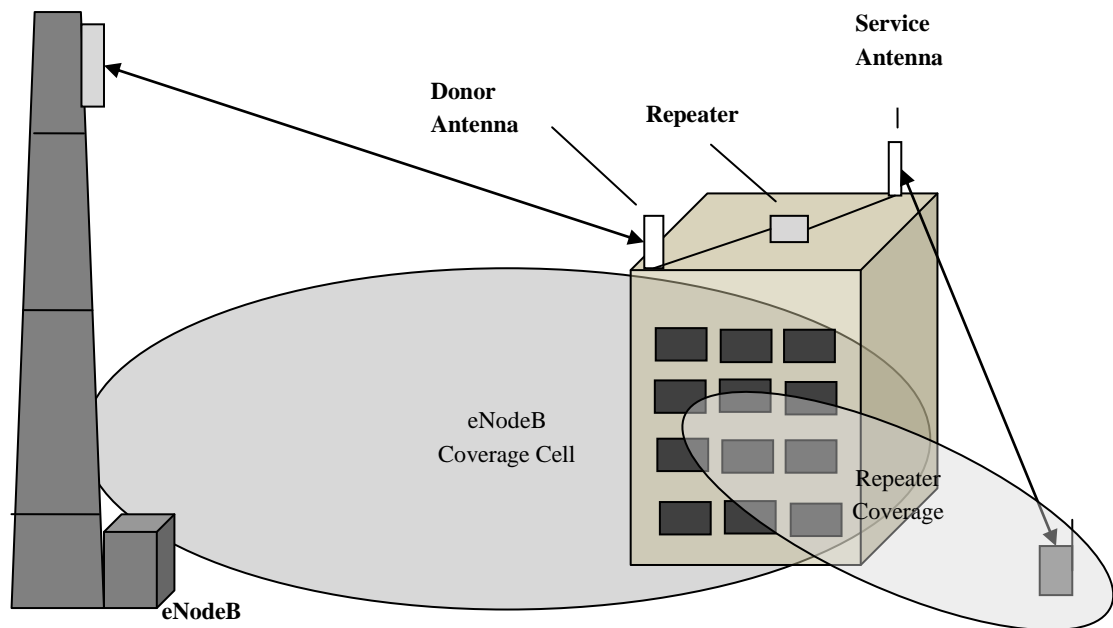 Service
Antenna
Donor
Antenna
Repeater
eNodeB
Coverage Cell
Repeater
Coverage
eNodeB